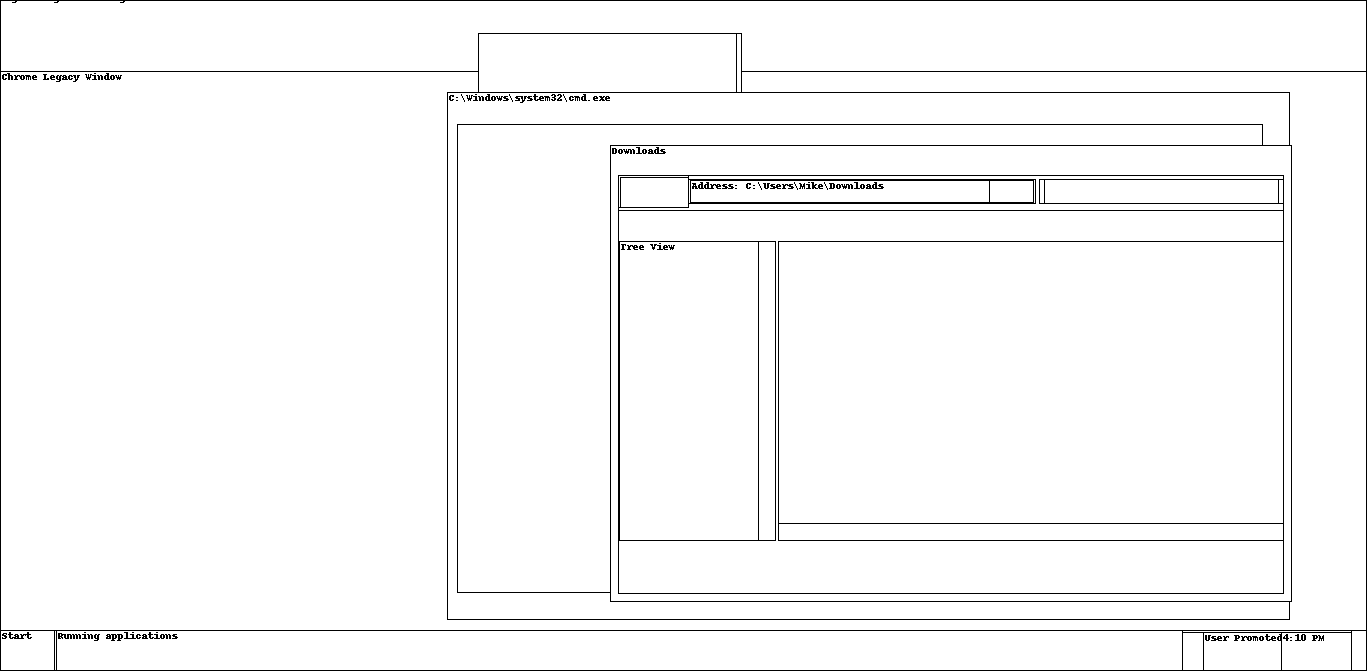 Chrome Legacy Window
C:\Windows\system32\cmd.exe
Downloads
Address: C:\Users\Mike\Downloads
Tree View
Start
Running applications
User Promoted
4:10 PM